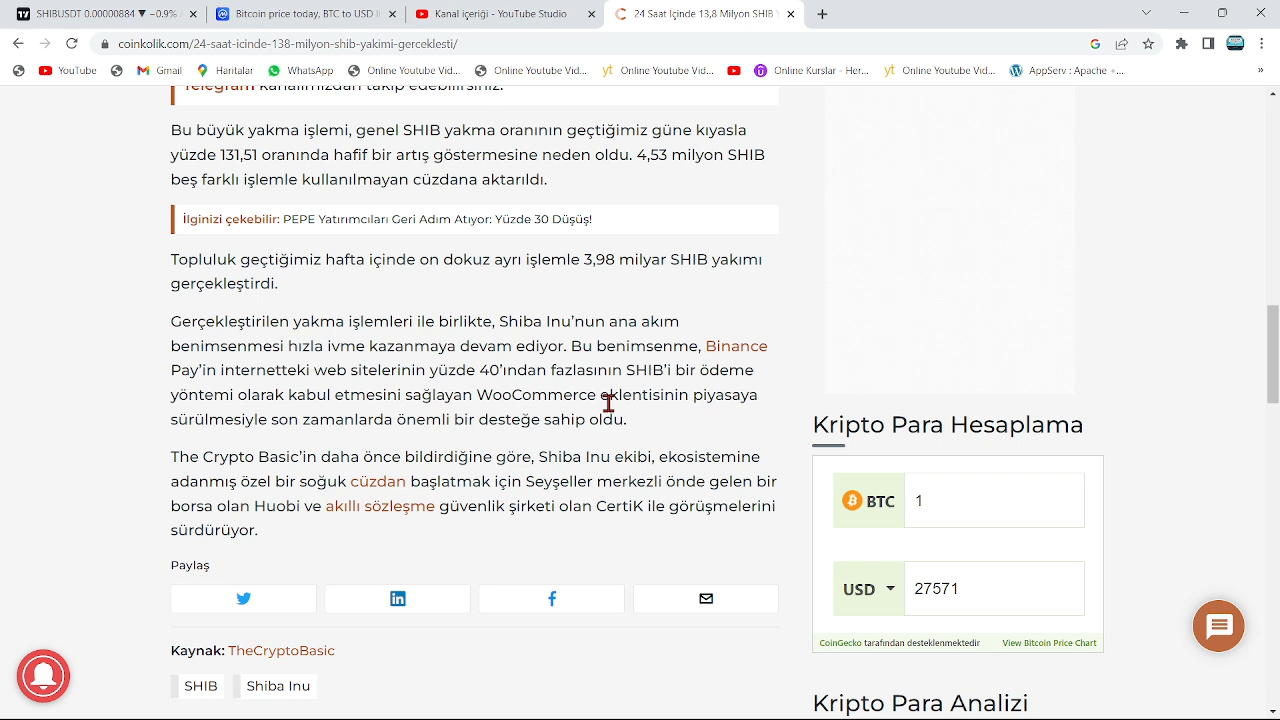 SHIBUSDT 0.00000884 ▼ −0.9%
Bitcoin price today, BTC to USD l
Kanal içeriği - YouTube Studio
24 Saat İçinde 13,8 Milyon SHIB Y
coinkolik.com/24-saat-icinde-138-milyon-shib-yakimi-gerceklesti/
YouTube
Gmail
Haritalar
WhatsApp
Online Youtube Vid...
Online Youtube Vid...
Online Youtube Vid...
Online Kurslar - Her...
Online Youtube Vid...
AppServ : Apache +...
Telegram kanalımızdan takip edebilirsiniz.
Bu büyük yakma işlemi, genel SHIB yakma oranının geçtiğimiz güne kıyasla
yüzde 131,51 oranında hafif bir artış göstermesine neden oldu. 4,53 milyon SHIB
beş farklı işlemle kullanılmayan cüzdana aktarıldı.
İlginizi çekebilir: PEPE Yatırımcıları Geri Adım Atıyor: Yüzde 30 Düşüş!
Topluluk geçtiğimiz hafta içinde on dokuz ayrı işlemle 3,98 milyar SHIB yakımı
gerçekleştirdi.
Gerçekleştirilen yakma işlemleri ile birlikte, Shiba Inu’nun ana akım
benimsenmesi hızla ivme kazanmaya devam ediyor. Bu benimsenme, Binance
Pay’in internetteki web sitelerinin yüzde 40’ından fazlasının SHIB’i bir ödeme
yöntemi olarak kabul etmesini sağlayan WooCommerce eklentisinin piyasaya
sürülmesiyle son zamanlarda önemli bir desteğe sahip oldu.
The Crypto Basic’in daha önce bildirdiğine göre, Shiba Inu ekibi, ekosistemine
adanmış özel bir soğuk cüzdan başlatmak için Seyşeller merkezli önde gelen bir
borsa olan Huobi ve akıllı sözleşme güvenlik şirketi olan CertiK ile görüşmelerini
sürdürüyor.
Paylaş
Kaynak: TheCryptoBasic
SHIB
Shiba Inu
Kripto Para Hesaplama
BTC 1
USD 27571
CoinGecko tarafından desteklenmektedir
View Bitcoin Price Chart
Kripto Para Analizi